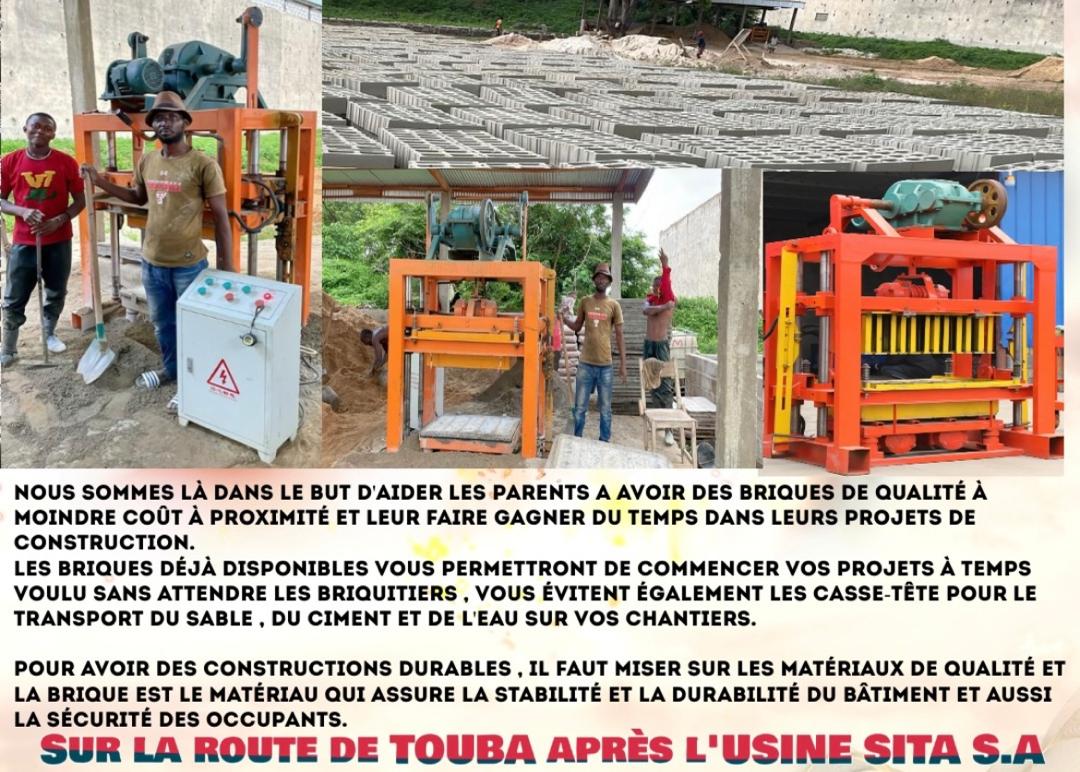 NOUS SOMMES LÀ DANS LE BUT D'AIDER LES PARENTS A AVOIR DES BRIQUES DE QUALITÉ À
MOINDRE COÛT À PROXIMITÉ ET LEUR FAIRE GAGNER DU TEMPS DANS LEURS PROJETS DE
CONSTRUCTION.
LES BRIQUES DÉJÀ DISPONIBLES VOUS PERMETTRONT DE COMMENCER VOS PROJETS À TEMPS
VOULU SANS ATTENDRE LES BRIQUITIERS , VOUS ÉVITENT ÉGALEMENT LES CASSE-TÊTE POUR LE
TRANSPORT DU SABLE , DU CIMENT ET DE L'EAU SUR VOS CHANTIERS.
POUR AVOIR DES CONSTRUCTIONS DURABLES , IL FAUT MISER SUR LES MATÉRIAUX DE QUALITÉ ET
LA BRIQUE EST LE MATÉRIAU QUI ASSURE LA STABILITÉ ET LA DURABILITÉ DU BÂTIMENT ET AUSSI
LA SÉCURITÉ DES OCCUPANTS.
SUR LA ROUTE DE TOUBA APRÈS L'USINE SITA S.A